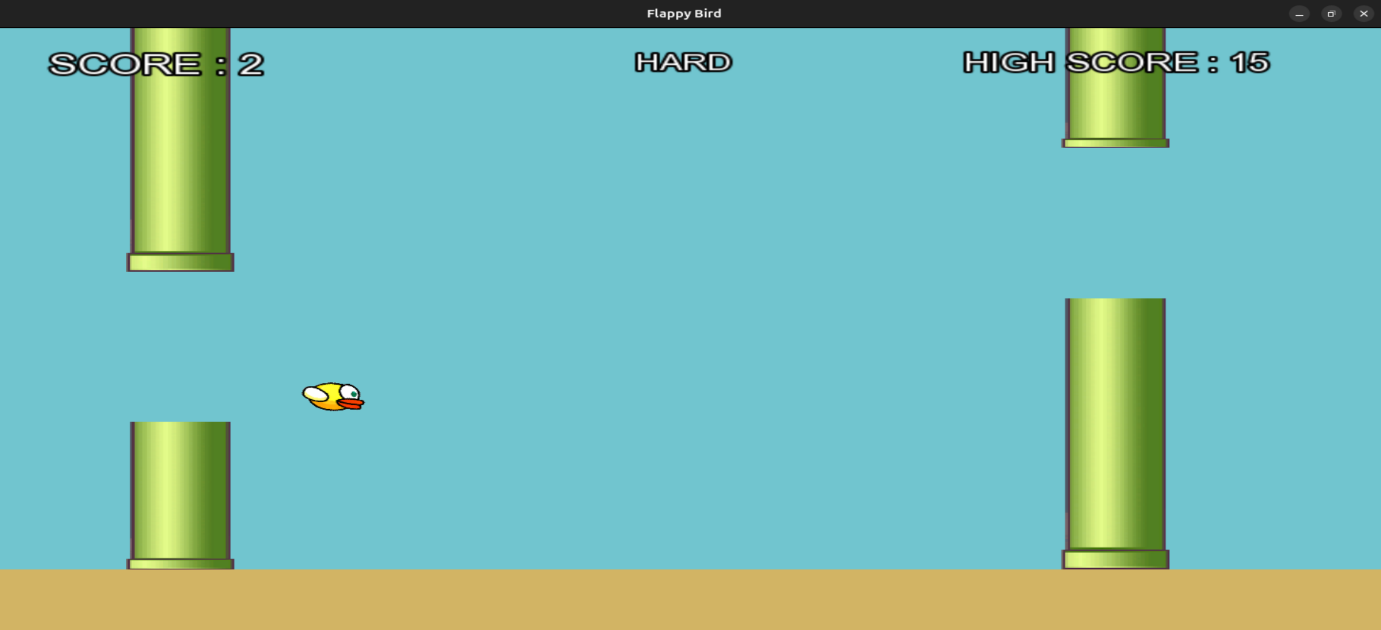 Flappy Bird
SCORE : 2
HARD
HIGH SCORE : 15